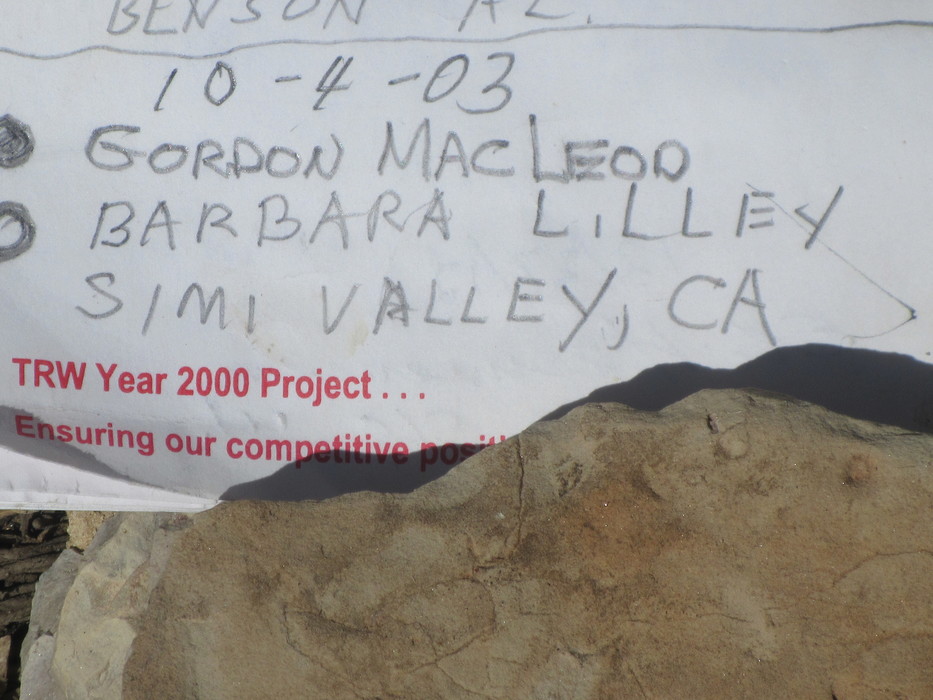 BENSON AZ.
10-4-03
GORDON MACLEOD
BARBARA LILLEY
SIMI VALLEY, CA
TRW Year 2000 Project . . .
Ensuring our competitive